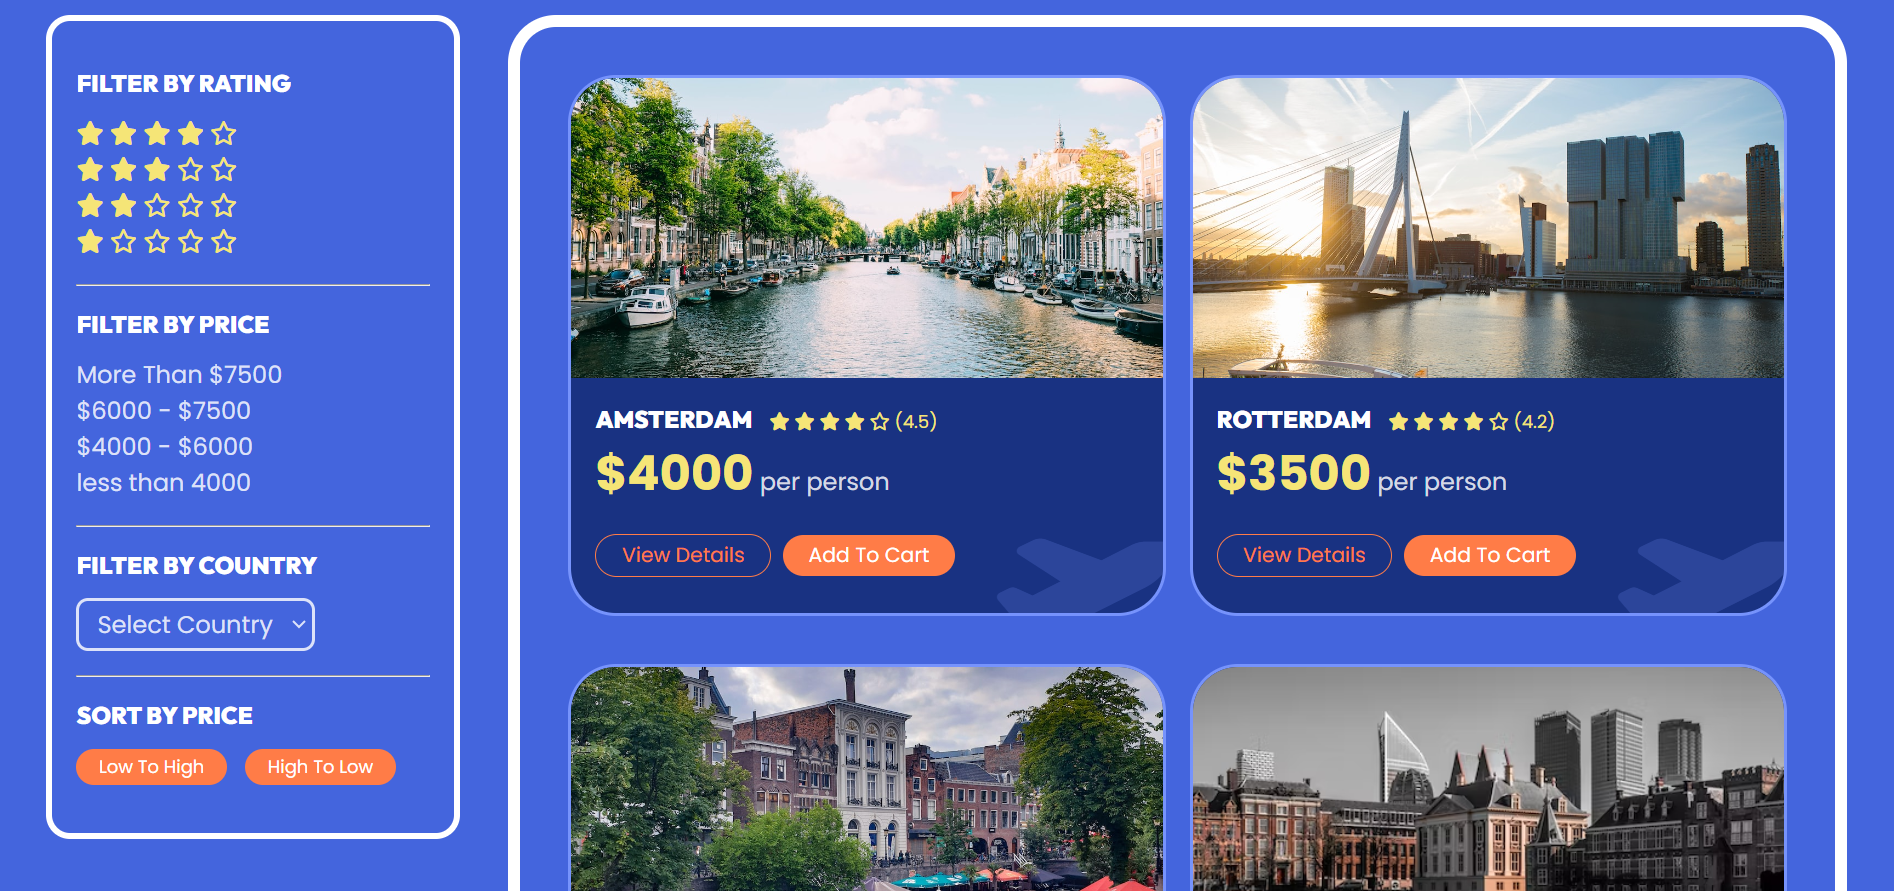 FILTER BY RATING
FILTER BY PRICE
More Than $7500
$6000 - $7500
$4000 - $6000
less than 4000
FILTER BY COUNTRY
Select Country
SORT BY PRICE
Low To High
High To Low
AMSTERDAM (4.5)
$4000 per person
View Details
Add To Cart
ROTTERDAM (4.2)
$3500 per person
View Details
Add To Cart